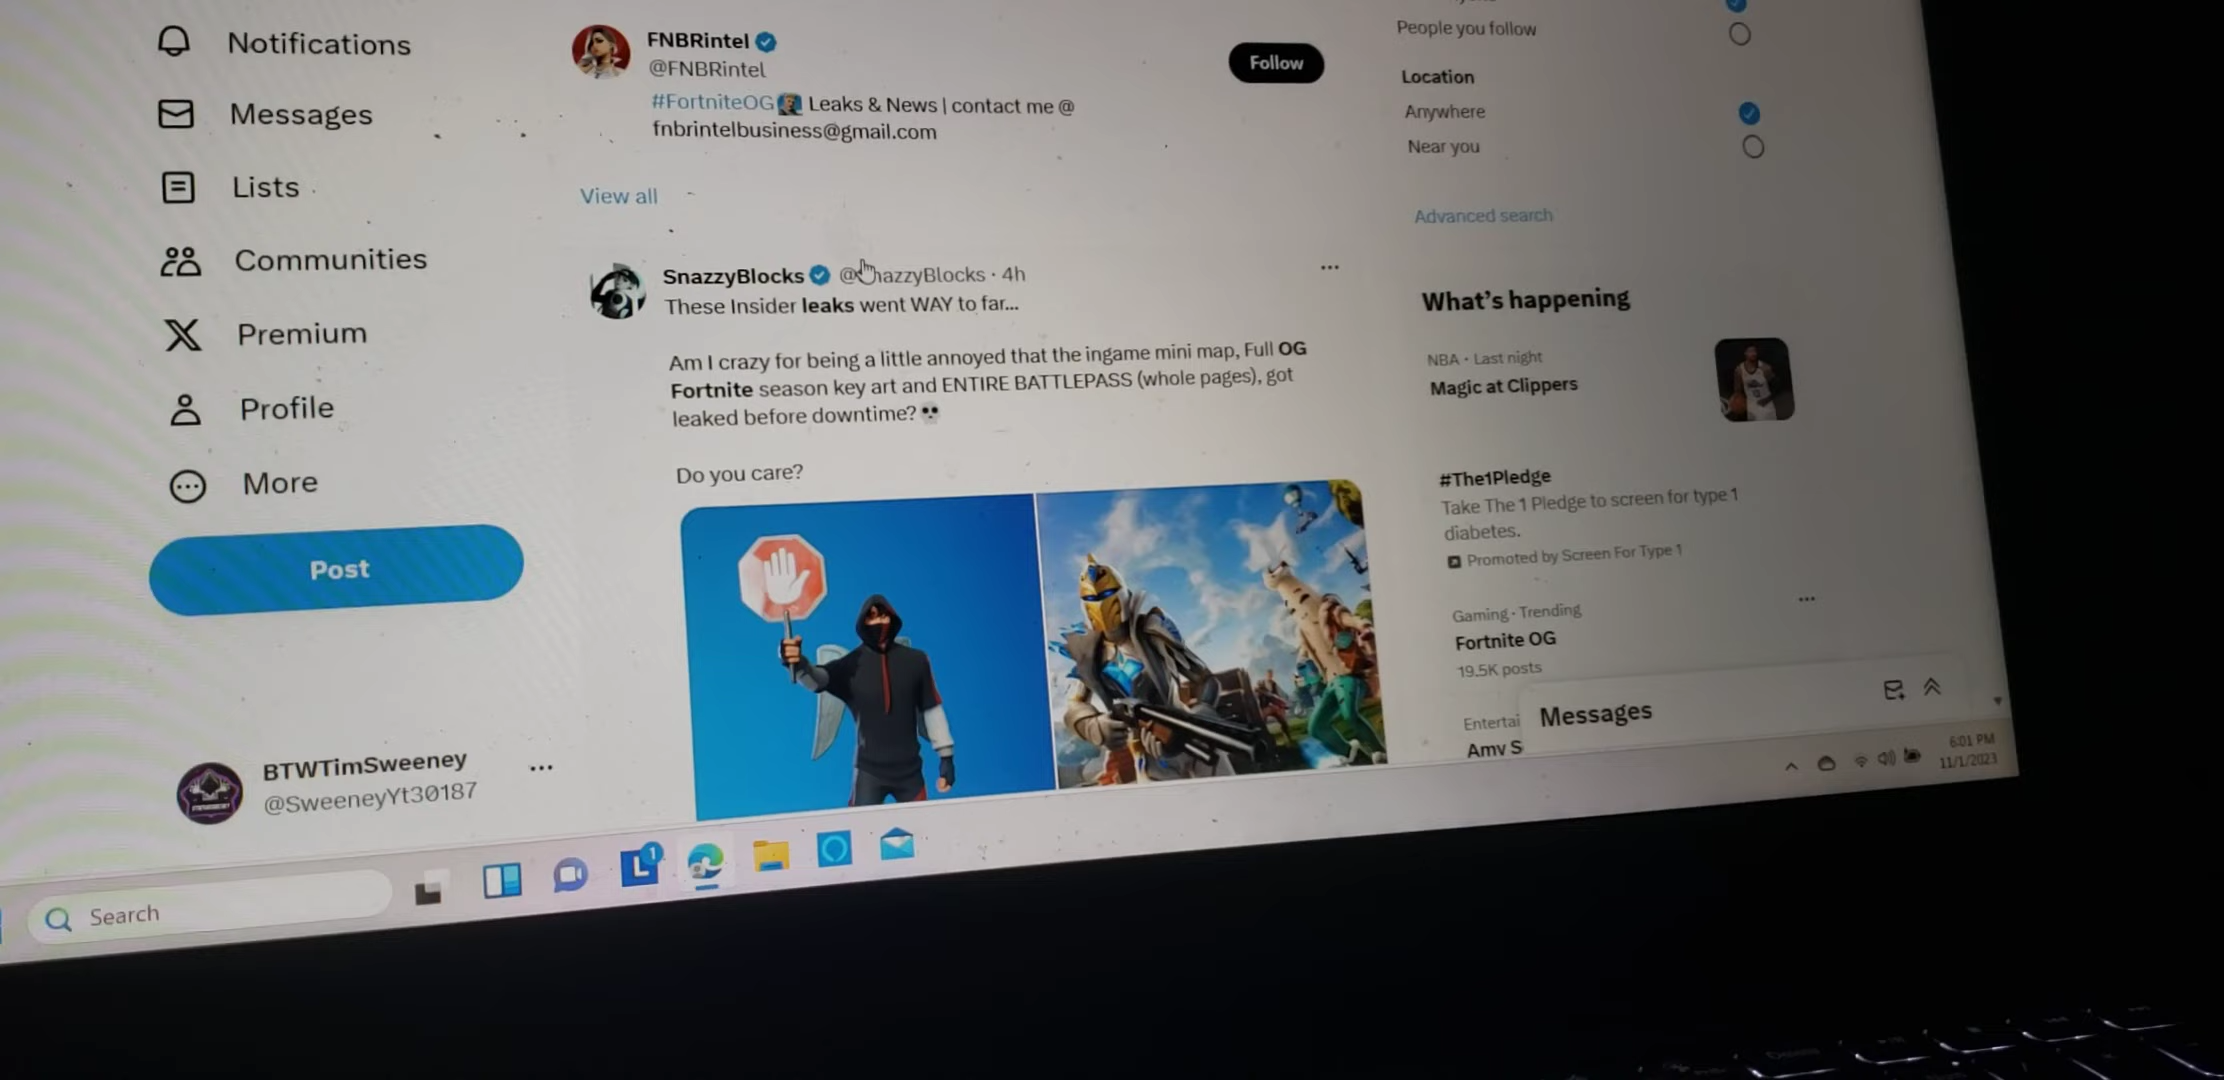 Notifications
Messages
Lists
Communities
Premium
Profile
More
Post
BTWTimSweeney
@SweeneyYt30187
FNBRintel
@FNBRintel
Follow
#FortniteOG Leaks & News | contact me @
fnbrintelbusiness@gmail.com
View all
SnazzyBlocks @ hazzyBlocks · 4h
These Insider leaks went WAY to far...
Am I crazy for being a little annoyed that the ingame mini map, Full OG
Fortnite season key art and ENTIRE BATTLEPASS (whole pages), got
leaked before downtime?💀
Do you care?
People you follow
Location
Anywhere
Near you
Advanced search
What's happening
NBA · Last night
Magic at Clippers
#The1Pledge
Take The 1 Pledge to screen for type 1
diabetes.
Promoted by Screen For Type 1
Gaming · Trending
Fortnite OG
19.5K posts
Entertai
Amy S
Messages
Search
L
1
6:01 PM
11/1/2023